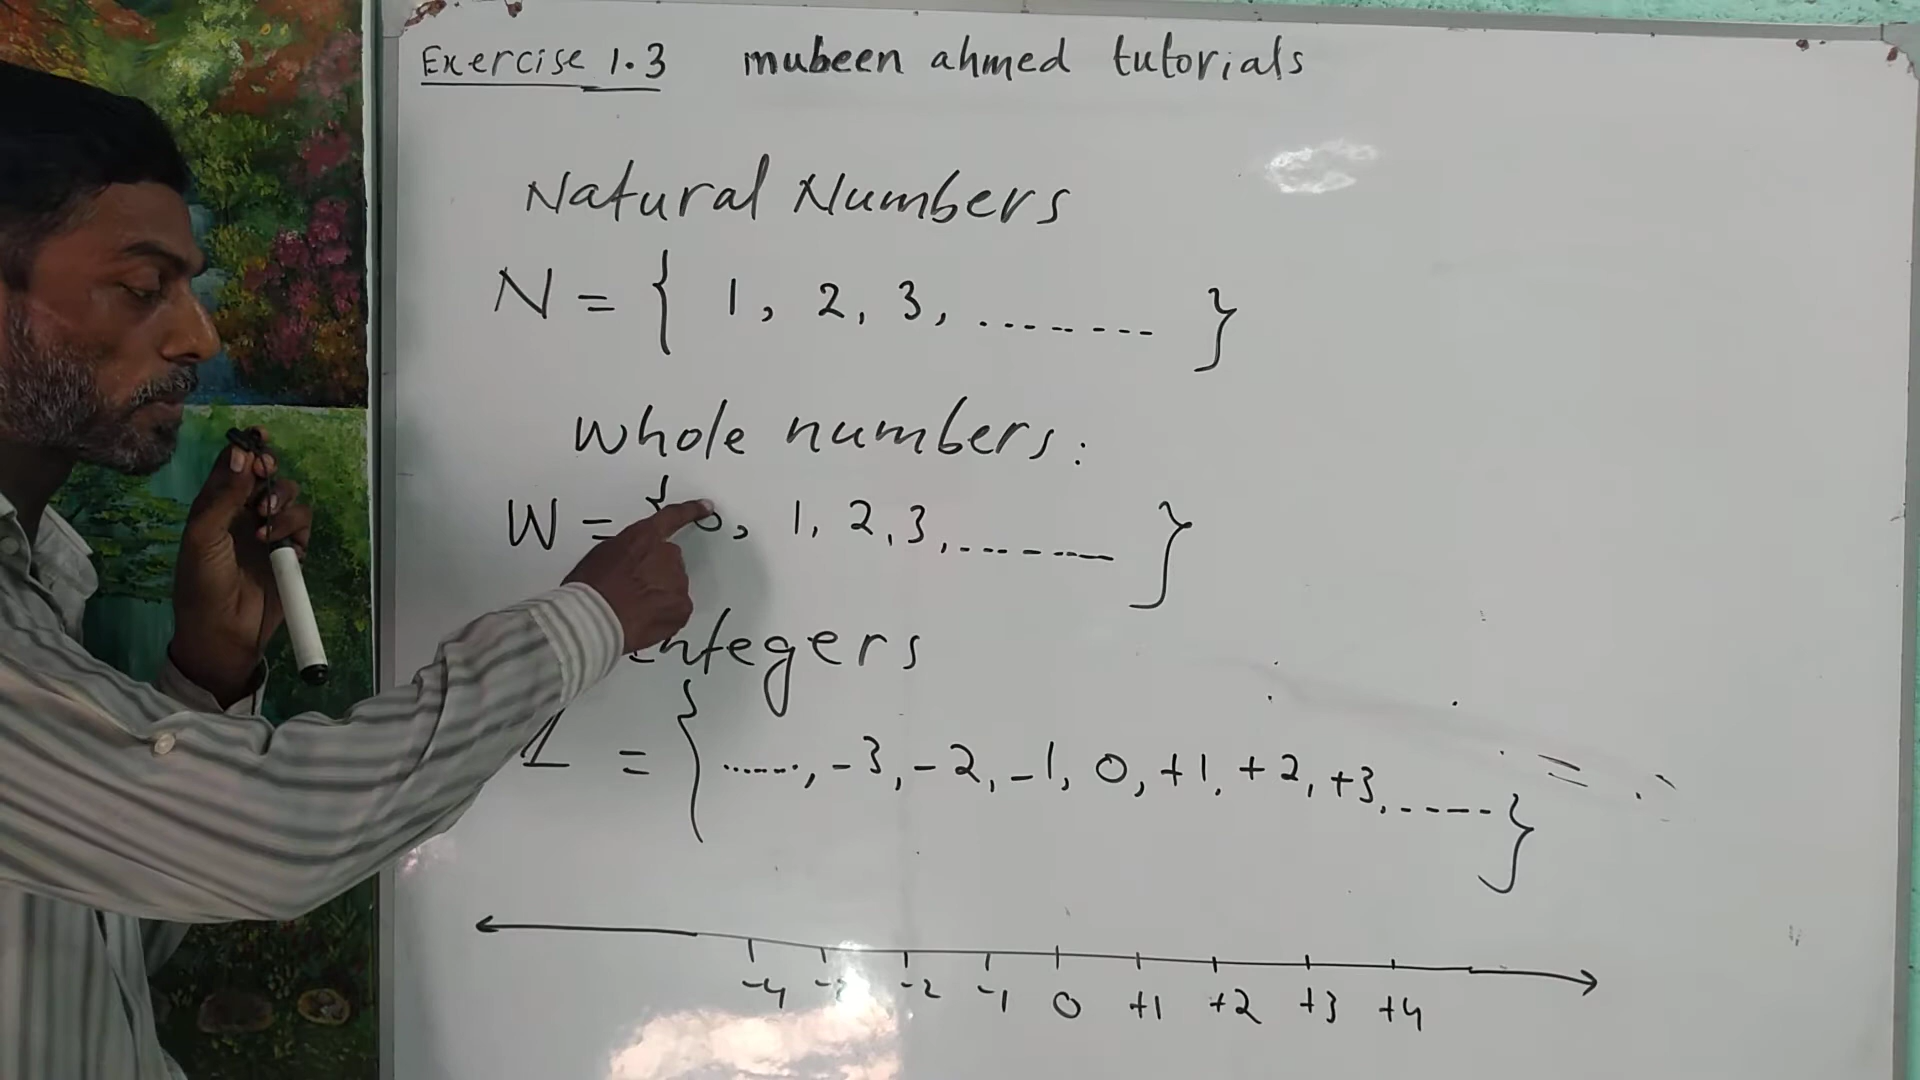 Exercise 1.3 mubeen ahmed tutorials
Natural Numbers
N = { 1, 2, 3, ........ }
Whole numbers:
W = { 0, 1, 2, 3, ........ }
Integers
= { ......, -3, -2, -1, 0, +1, +2, +3, ...... }
-4 -2 -1 0 +1 +2 +3 +4